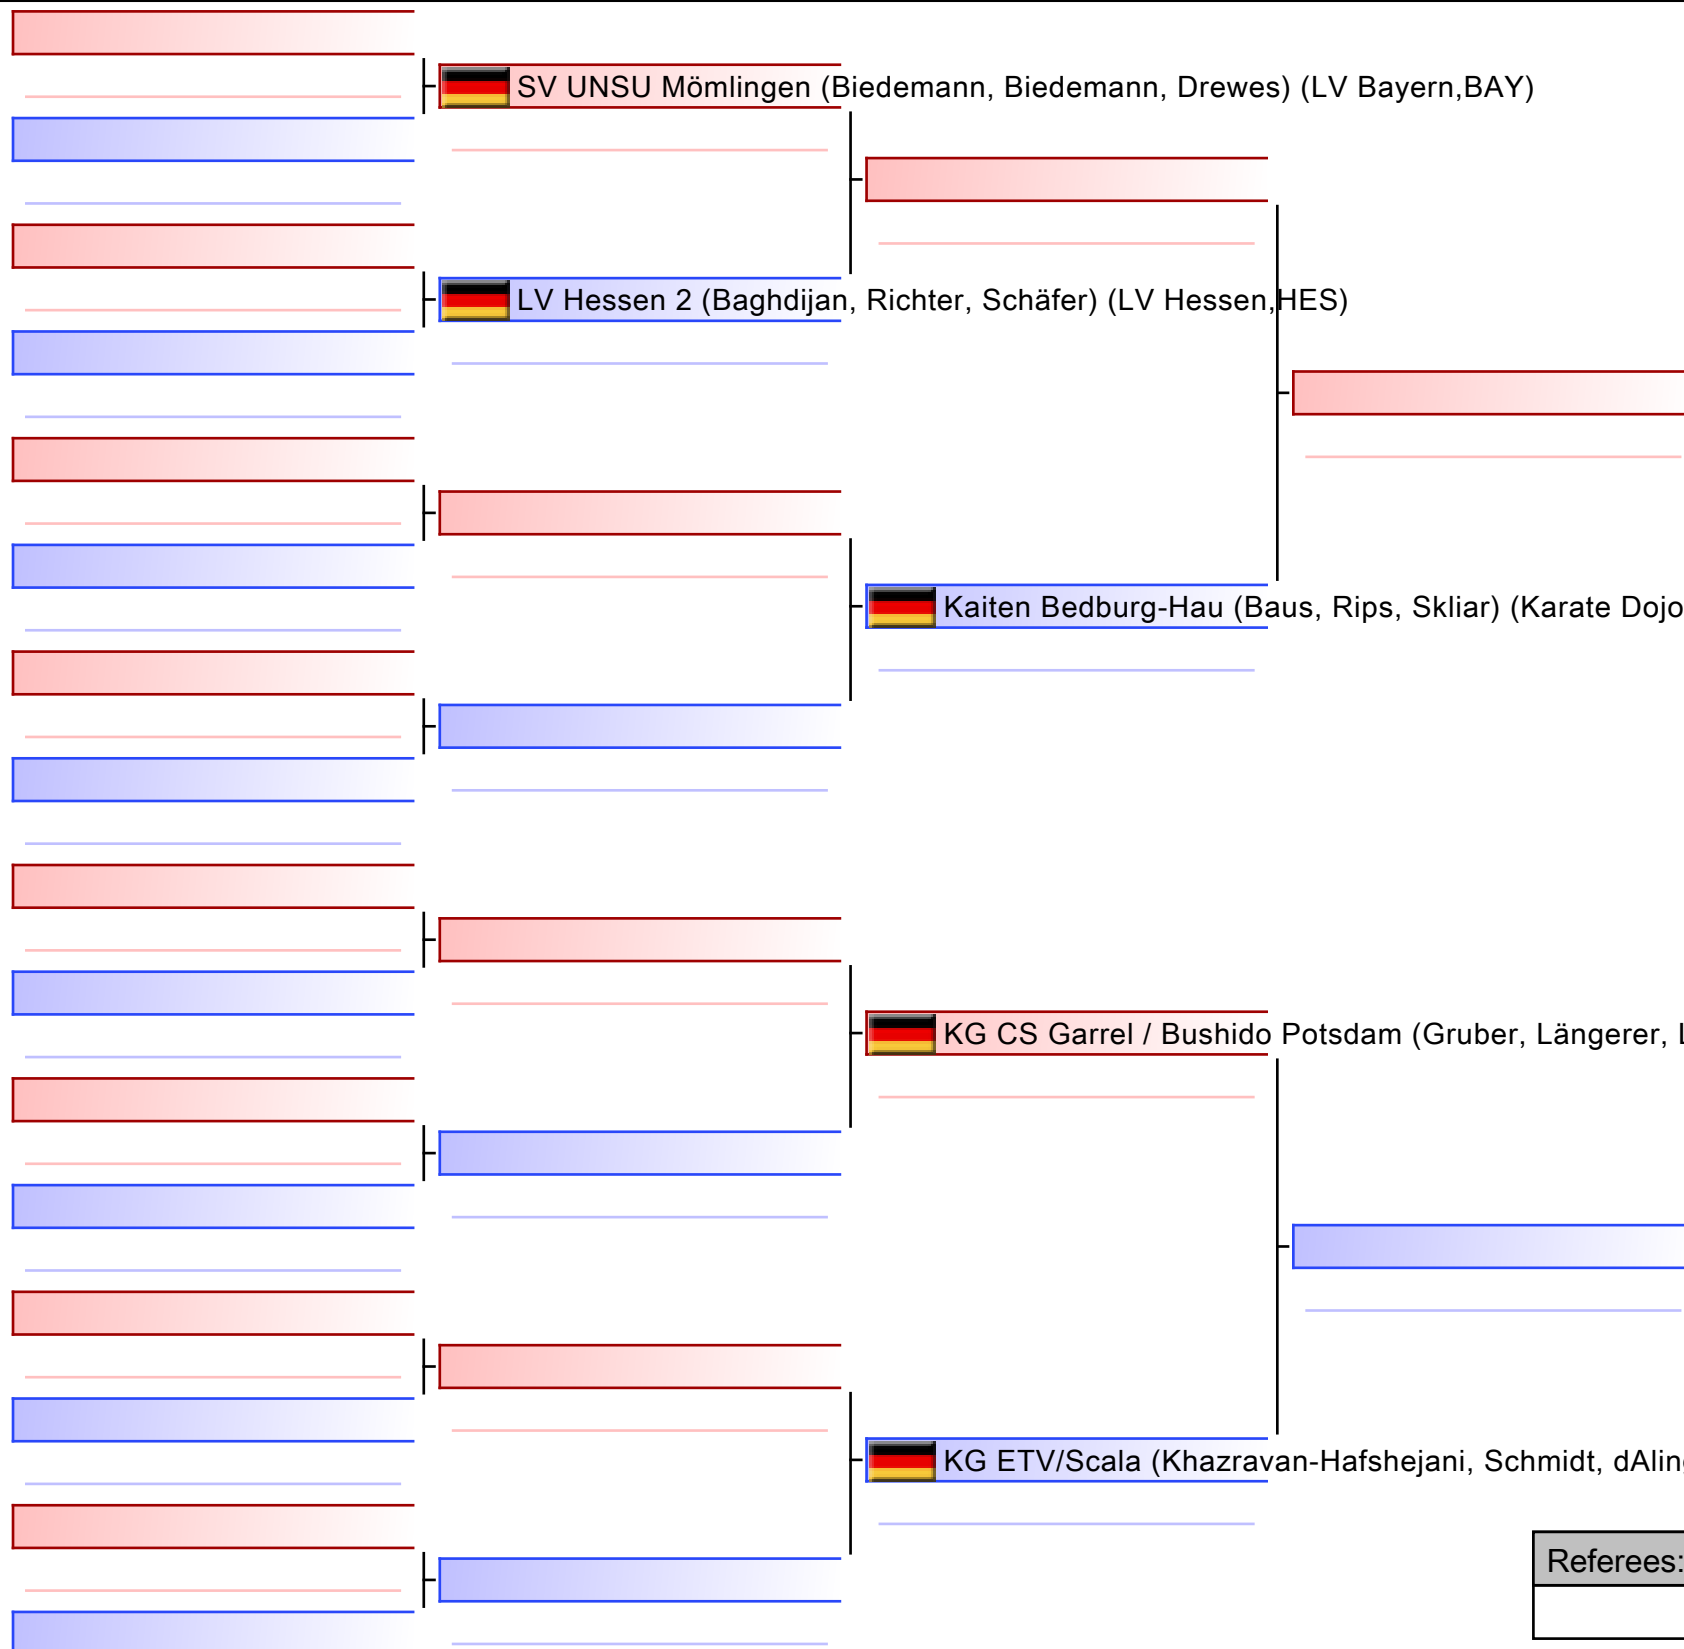 SV UNSU Mömlingen (Biedemann, Biedemann, Drewes) (LV Bayern,BAY)
LV Hessen 2 (Baghdijan, Richter, Schäfer) (LV Hessen,HES)
Kaiten Bedburg-Hau (Baus, Rips, Skliar) (Karate Dojo
KG CS Garrel / Bushido Potsdam (Gruber, Längerer,
KG ETV/Scala (Khazravan-Hafshejani, Schmidt,
Referees: